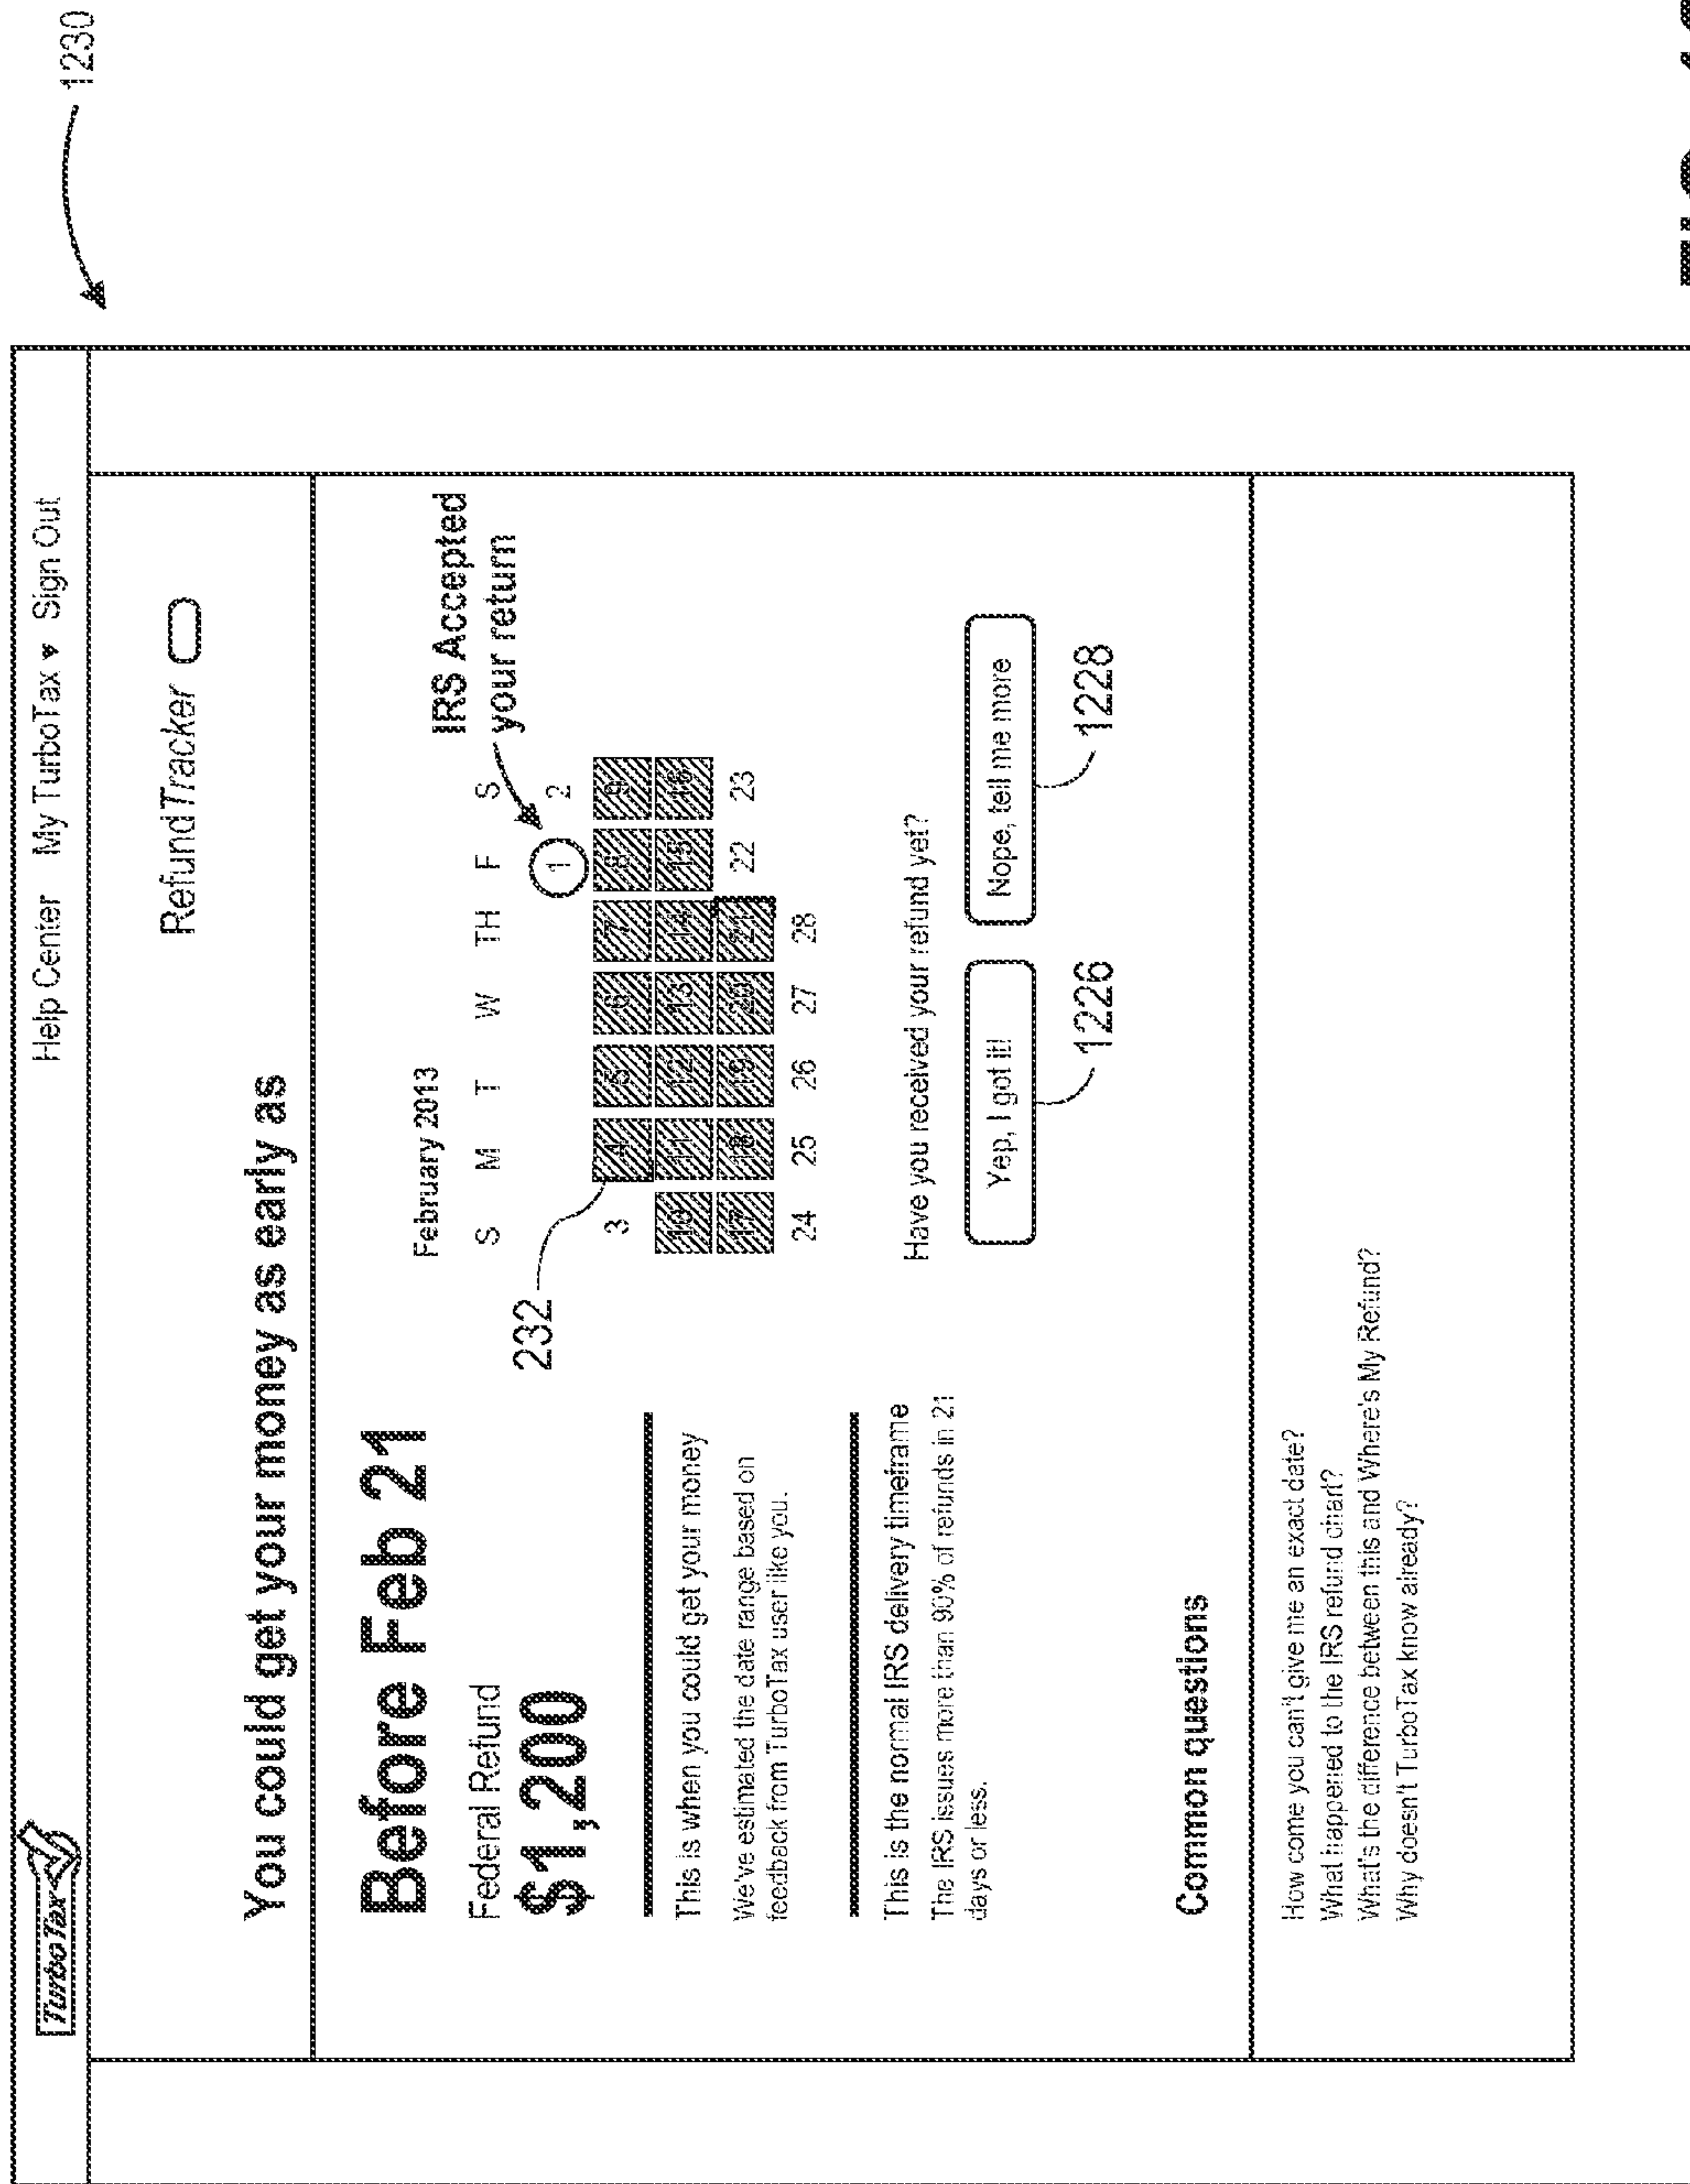 1230
TurboTax
Help Center My TurboTax Sign Out
RefundTracker
You could get your money as early as
Before Feb 21
Federal Refund
$1,200
This is when you could get your money
We've estimated the date range based on
feedback from TurboTax user like you.
This is the normal IRS delivery timeframe
The IRS issues more than 90% of refunds in 21
days or less.
232
February 2013
S M T W TH F S
1 2
3 4 5 6 7 8 9
10 11 12 13 14 15 16
17 18 19 20 21 22 23
24 25 26 27 28
IRS Accepted
your return
Have you received your refund yet?
Yep, I got it! Nope, tell me more
1226 1228
Common questions
How come you can't give me an exact date?
What happened to the IRS refund chart?
What's the difference between this and Where's My Refund?
Why doesn't TurboTax know already?